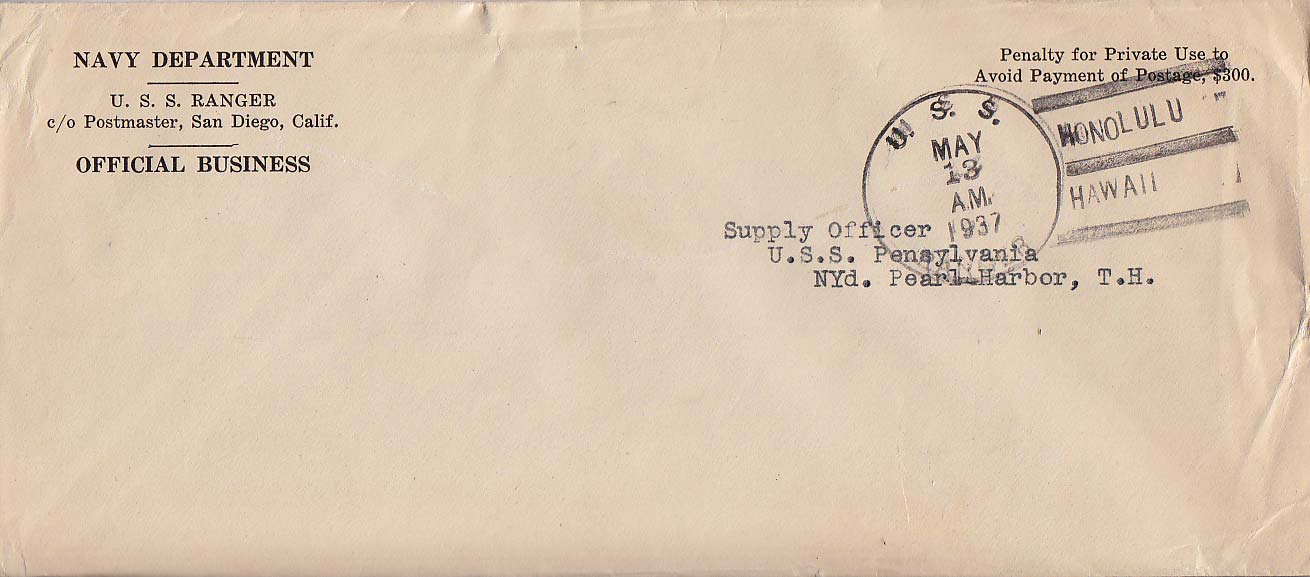 NAVY DEPARTMENT
U. S. S. RANGER
c/o Postmaster, San Diego, Calif.
OFFICIAL BUSINESS
Penalty for Private Use to
Avoid Payment of Postage, $300.
U. S. S.
MAY
13
A.M.
1937
HONOLULU
HAWAII
Supply Officer
U.S.S. Pensylvania
NYd. Pearl Harbor, T.H.